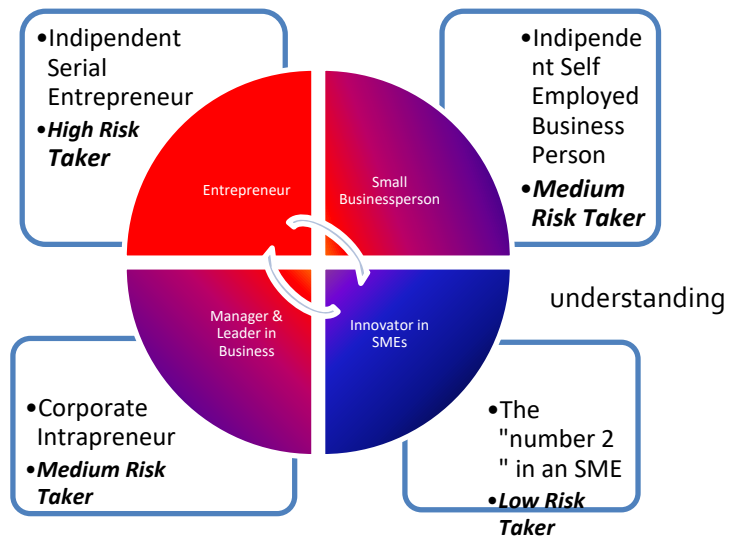 •Indipendent
Serial
Entrepreneur
•High Risk
Taker
•Indipende
nt Self
Employed
Business
Person
•Medium
Risk Taker
Entrepreneur
Small
Businessperson
Manager &
Leader in
Business
Innovator in
SMEs
understanding
•Corporate
Intrapreneur
•Medium Risk
Taker
•The
"number 2
" in an SME
•Low Risk
Taker